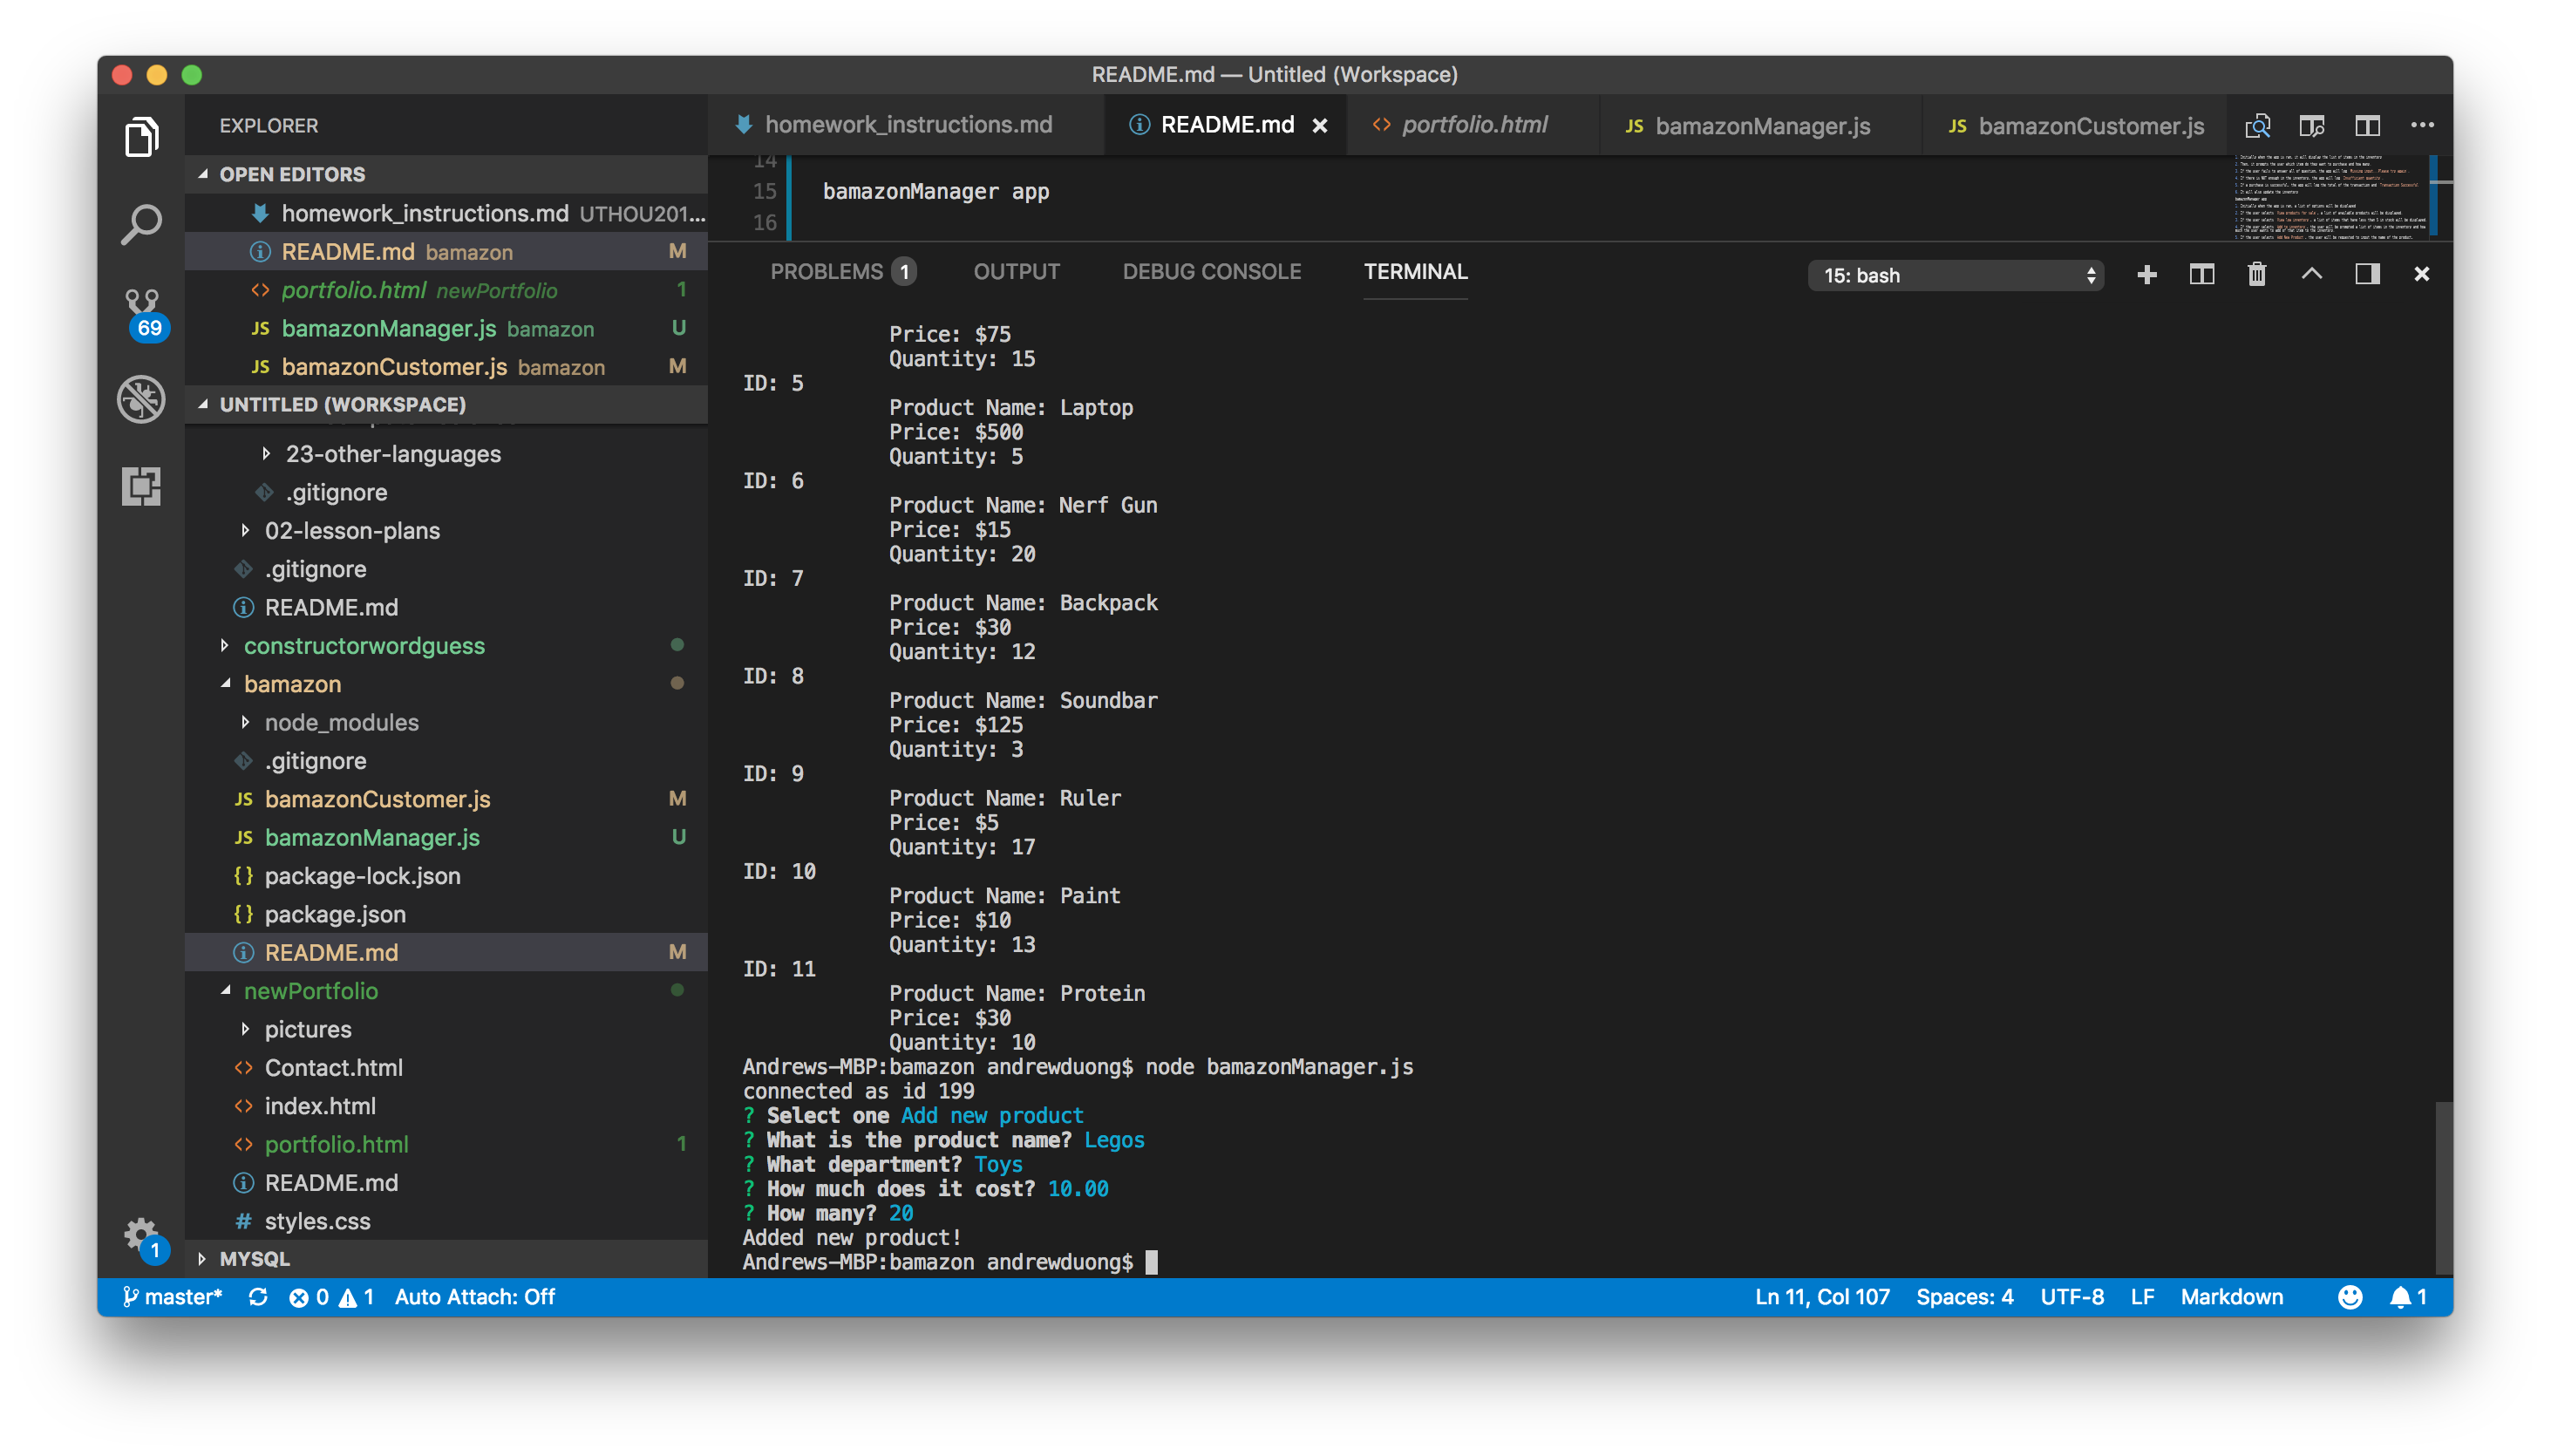 README.md — Untitled (Workspace)
EXPLORER
OPEN EDITORS
homework_instructions.md UTHOU201...
README.md bamazon M
portfolio.html newPortfolio 1
JS bamazonManager.js bamazon U
JS bamazonCustomer.js bamazon M
UNTITLED (WORKSPACE)
23-other-languages
.gitignore
02-lesson-plans
.gitignore
README.md
constructorwordguess
bamazon
node_modules
.gitignore
JS bamazonCustomer.js M
JS bamazonManager.js U
{} package-lock.json
{} package.json
README.md M
newPortfolio
pictures
<> Contact.html
<> index.html
<> portfolio.html 1
README.md
# styles.css
MYSQL
69
1
homework_instructions.md
README.md
<> portfolio.html
JS bamazonManager.js
JS bamazonCustomer.js
14
15 bamazonManager app
16
PROBLEMS 1 OUTPUT DEBUG CONSOLE TERMINAL 15: bash
Price: $75
Quantity: 15
ID: 5
Product Name: Laptop
Price: $500
Quantity: 5
ID: 6
Product Name: Nerf Gun
Price: $15
Quantity: 20
ID: 7
Product Name: Backpack
Price: $30
Quantity: 12
ID: 8
Product Name: Soundbar
Price: $125
Quantity: 3
ID: 9
Product Name: Ruler
Price: $5
Quantity: 17
ID: 10
Product Name: Paint
Price: $10
Quantity: 13
ID: 11
Product Name: Protein
Price: $30
Quantity: 10
Andrews-MBP:bamazon andrewduong$ node bamazonManager.js
connected as id 199
? Select one Add new product
? What is the product name? Legos
? What department? Toys
? How much does it cost? 10.00
? How many? 20
Added new product!
Andrews-MBP:bamazon andrewduong$
master* 0 1 Auto Attach: Off Ln 11, Col 107 Spaces: 4 UTF-8 LF Markdown 1